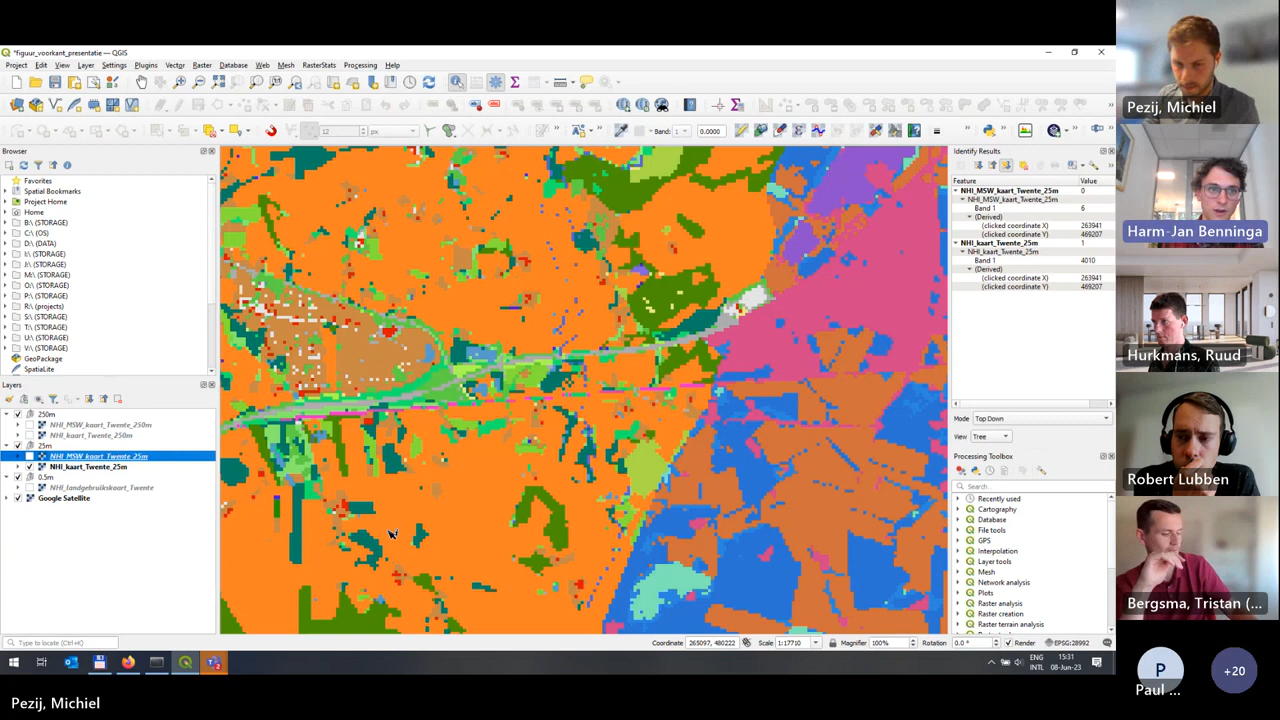 *figuur_voorkant_presentatie — QGIS
Project Edit View Layer Settings Plugins Vector Raster Database Web Mesh RasterStats Processing Help
12 px
Band: 1 0.0000
Browser
Favorites
Spatial Bookmarks
Project Home
Home
B:\ (STORAGE)
C:\ (OS)
D:\ (DATA)
I:\ (STORAGE)
M:\ (STORAGE)
O:\ (STORAGE)
P:\ (STORAGE)
R:\ (projects)
S:\ (STORAGE)
T:\ (STORAGE)
U:\ (STORAGE)
V:\ (STORAGE)
GeoPackage
SpatiaLite
Layers
250m
NHI_MSW_kaart_Twente_250m
NHI_kaart_Twente_250m
25m
NHI_MSW_kaart_Twente_25m
NHI_kaart_Twente_25m
0.5m
NHI_landgebruikskaart_Twente
Google Satellite
Identify Results
Feature Value
NHI_MSW_kaart_Twente_25m 0
NHI_MSW_kaart_Twente_25m
Band 1 6
(Derived)
(clicked coordinate X) 263941
(clicked coordinate Y) 469207
NHI_kaart_Twente_25m 1
NHI_kaart_Twente_25m
Band 1 4010
(Derived)
(clicked coordinate X) 263941
(clicked coordinate Y) 469207
Mode Top Down
View Tree
Processing Toolbox
Search...
Recently used
Cartography
Database
File tools
GPS
Interpolation
Layer tools
Mesh
Network analysis
Plots
Raster analysis
Raster creation
Raster terrain analysis
Type to locate (Ctrl+K)
Coordinate 265097, 480222 Scale 1:17710 Magnifier 100% Rotation 0.0 ° Render EPSG:28992
ENG
INTL
15:31
08-Jun-23
Pezij, Michiel
Harm-Jan Benninga
Hurkmans, Ruud
Robert Lubben
Bergsma, Tristan (...
P
Paul ...
+20
Pezij, Michiel